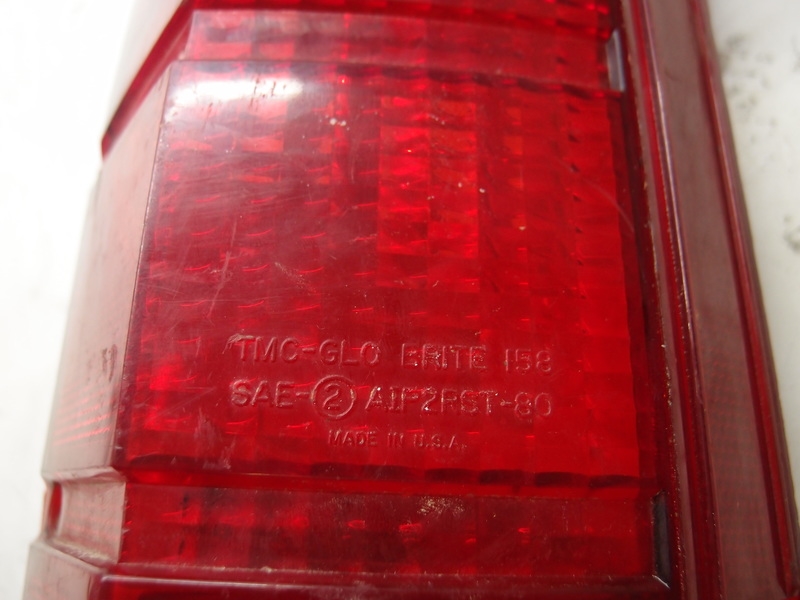 TMC-GLO BRITE 158
SAE-② AIP2RST-80
MADE IN U.S.A.